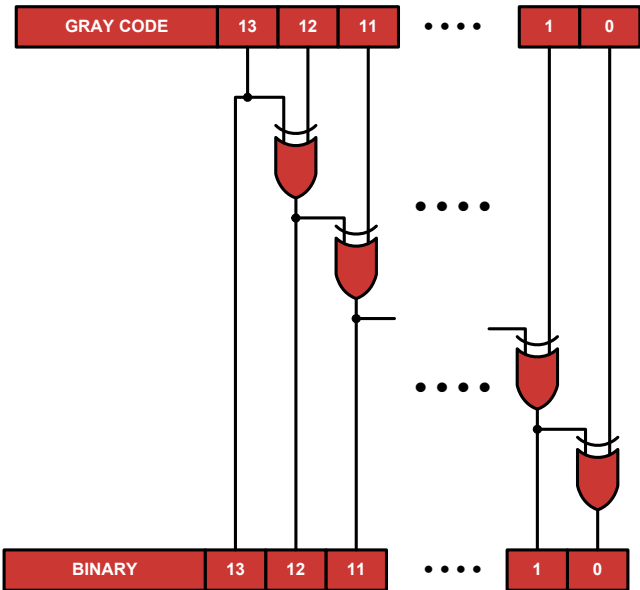 GRAY CODE 13 12 11 •••• 1 0
BINARY 13 12 11 •••• 1 0